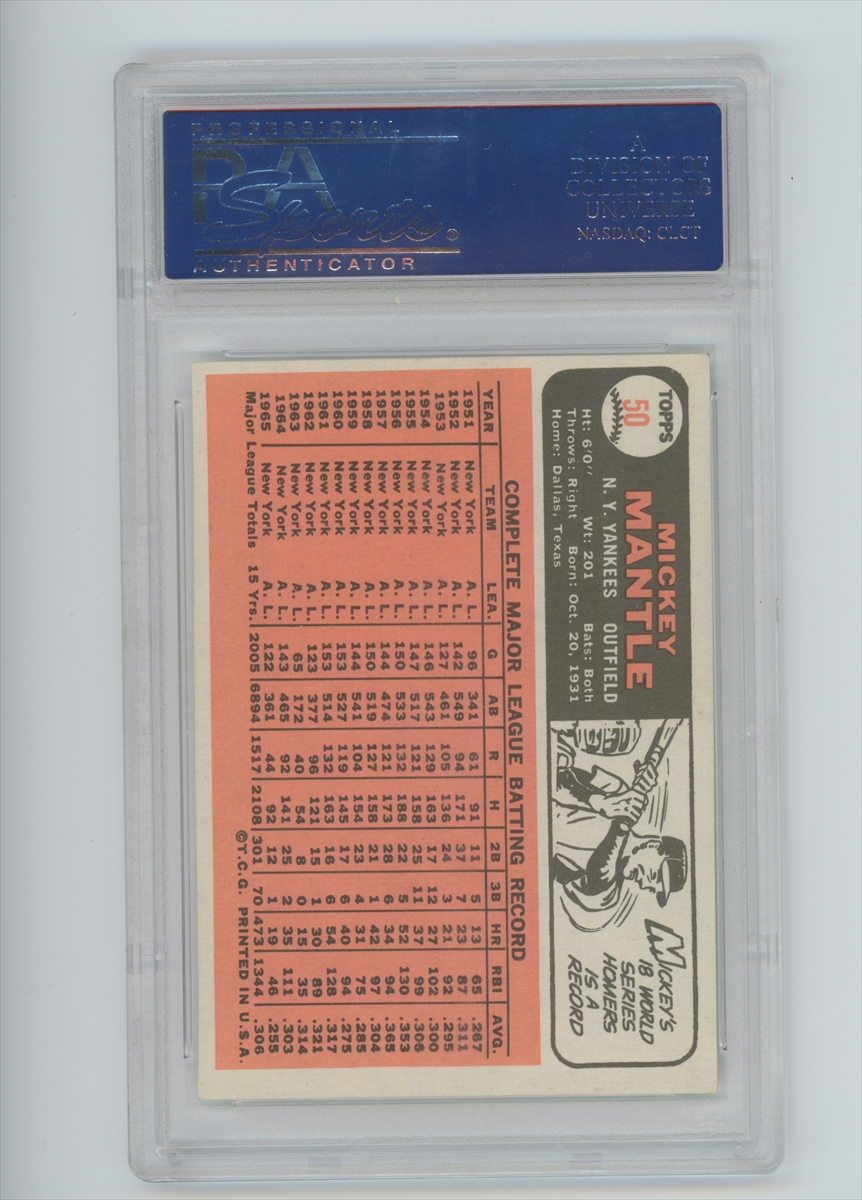 PROFESSIONAL
PSA
Sports®
AUTHENTICATOR
A
DIVISION OF
COLLECTORS
UNIVERSE
NASDAQ: CLCT
TOPPS
50
MICKEY
MANTLE
N. Y. YANKEES OUTFIELD
Ht: 6'0" Wt: 201 Bats: Both
Throws: Right Born: Oct. 20, 1931
Home: Dallas, Texas
MICKEY'S
18 WORLD
SERIES
HOMERS
IS A
RECORD
COMPLETE MAJOR LEAGUE BATTING RECORD
YEAR TEAM LEA. G AB R H 2B 3B HR RBI AVG.
1951 New York A. L. 96 341 61 91 11 5 13 65 .267
1952 New York A. L. 142 549 94 171 37 7 23 87 .311
1953 New York A. L. 127 461 105 136 24 3 21 92 .295
1954 New York A. L. 146 543 129 163 17 12 27 102 .300
1955 New York A. L. 147 517 121 158 25 11 37 99 .306
1956 New York A. L. 150 533 132 188 22 5 52 130 .353
1957 New York A. L. 144 474 121 173 28 6 34 94 .365
1958 New York A. L. 150 519 127 158 21 1 42 97 .304
1959 New York A. L. 144 541 104 154 23 4 31 75 .285
1960 New York A. L. 153 527 119 145 17 6 40 94 .275
1961 New York A. L. 153 514 132 163 16 6 54 128 .317
1962 New York A. L. 123 377 96 121 15 1 30 89 .321
1963 New York A. L. 65 172 40 54 8 0 15 35 .314
1964 New York A. L. 143 465 92 141 25 2 35 111 .303
1965 New York A. L. 122 361 44 92 12 1 19 46 .255
Major League Totals 15 Yrs. 2005 6894 1517 2108 301 70 473 1344 .306
©T.C.G. PRINTED IN U.S.A.